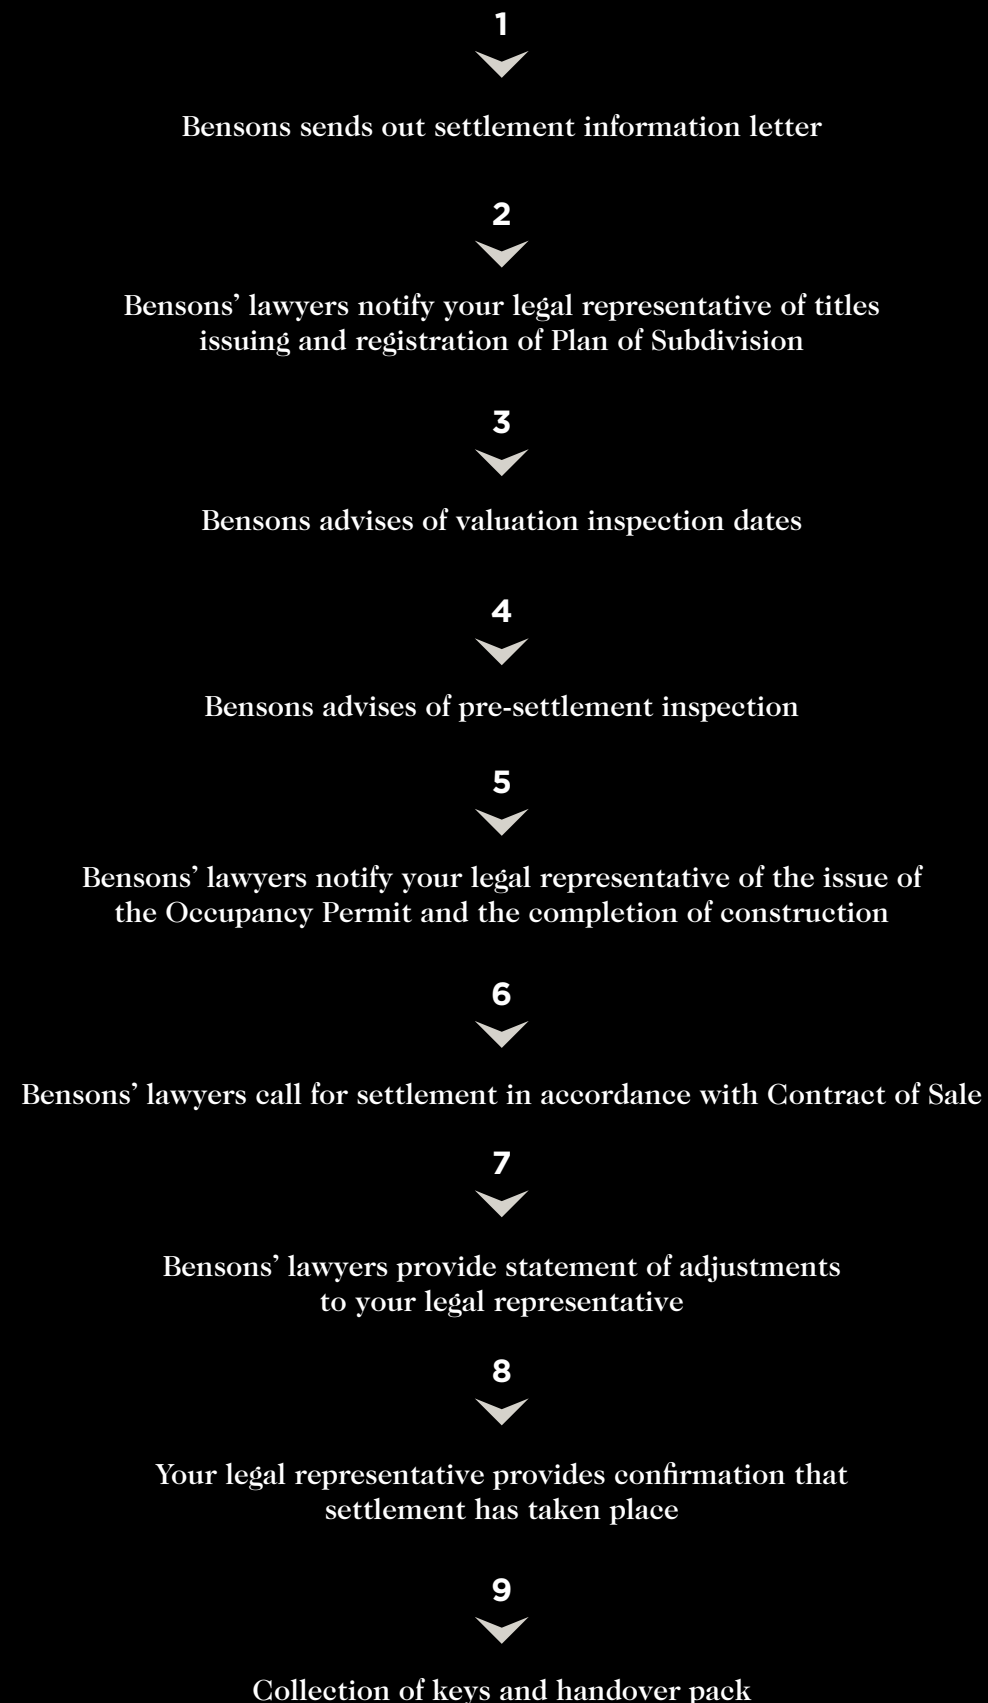 1
Bensons sends out settlement information letter
2
Bensons’ lawyers notify your legal representative of titles
issuing and registration of Plan of Subdivision
3
Bensons advises of valuation inspection dates
4
Bensons advises of pre-settlement inspection
5
Bensons’ lawyers notify your legal representative of the issue of
the Occupancy Permit and the completion of construction
6
Bensons’ lawyers call for settlement in accordance with Contract of Sale
7
Bensons’ lawyers provide statement of adjustments
to your legal representative
8
Your legal representative provides confirmation that
settlement has taken place
9
Collection of keys and handover pack